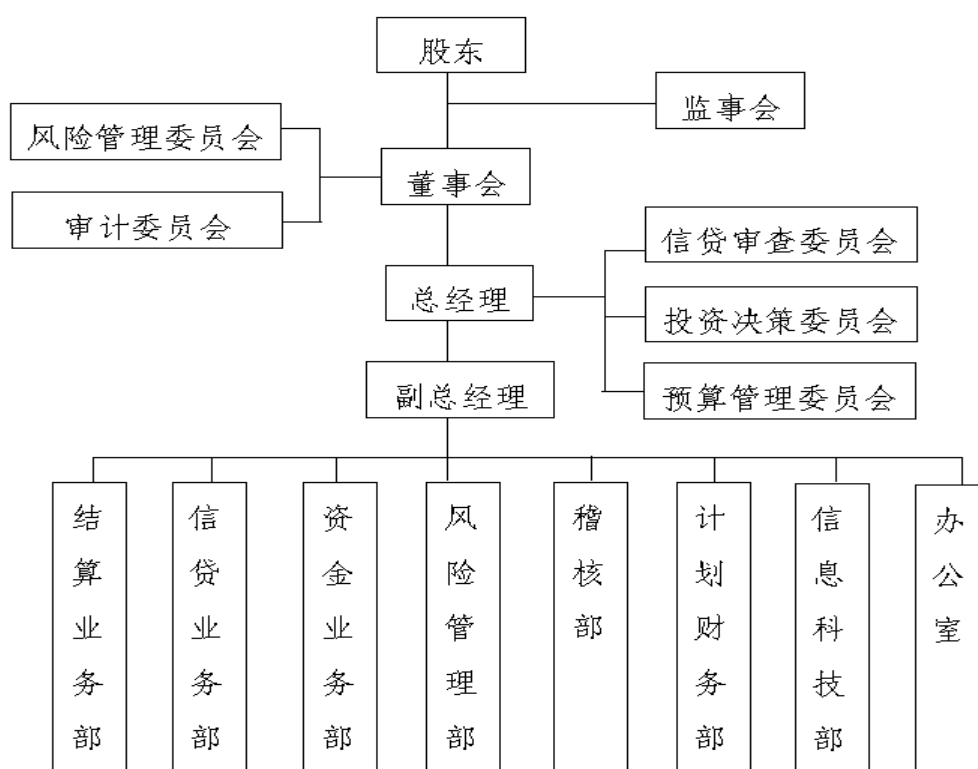 股东
监事会
风险管理委员会
董事会
审计委员会
信贷审查委员会
总经理
投资决策委员会
副总经理
预算管理委员会
结算业务部
信贷业务部
资金业务部
风险管理部
稽核部
计划财务部
信息科技部
办公室